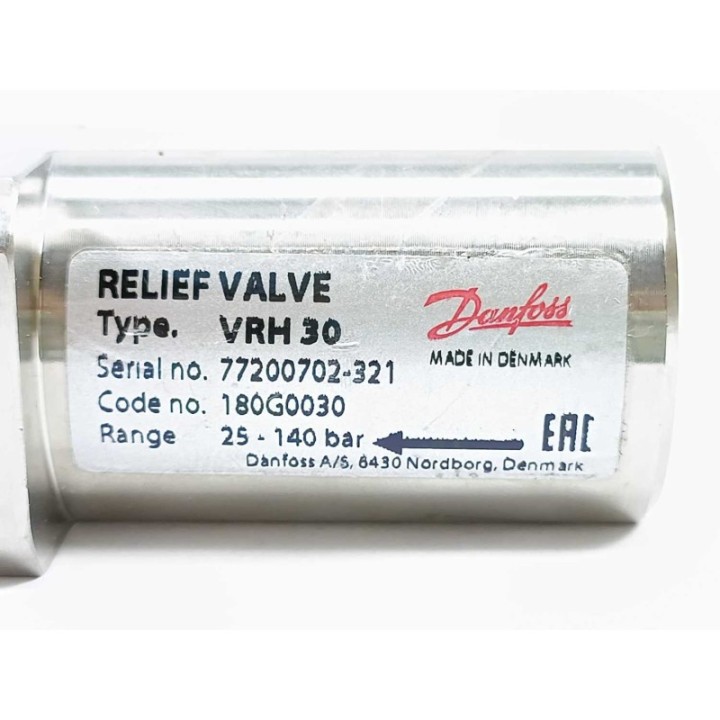 RELIEF VALVE
Danfoss
Type. VRH 30
MADE IN DENMARK
Serial no. 77200702-321
Code no. 180G0030
Range 25 - 140 bar
EAC
Danfoss A/S, 6430 Nordborg, Denmark